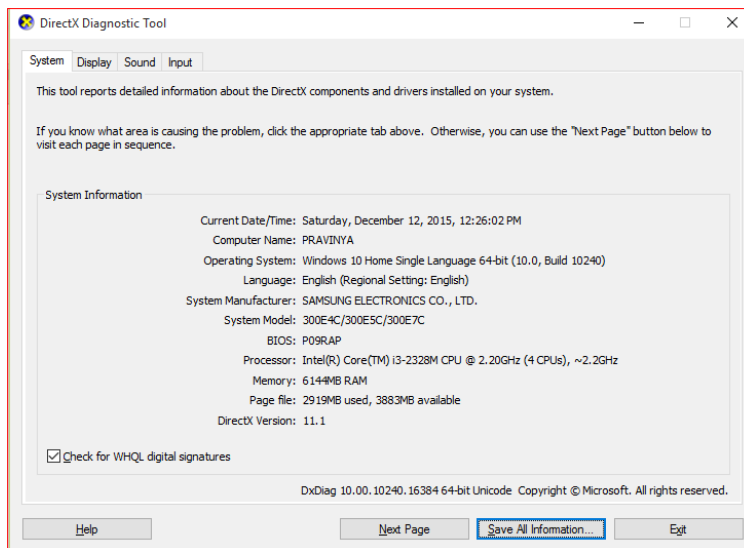 DirectX Diagnostic Tool
System Display Sound Input
This tool reports detailed information about the DirectX components and drivers installed on your system.
If you know what area is causing the problem, click the appropriate tab above. Otherwise, you can use the "Next Page" button below to
visit each page in sequence.
System Information
Current Date/Time: Saturday, December 12, 2015, 12:26:02 PM
Computer Name: PRAVINYA
Operating System: Windows 10 Home Single Language 64-bit (10.0, Build 10240)
Language: English (Regional Setting: English)
System Manufacturer: SAMSUNG ELECTRONICS CO., LTD.
System Model: 300E4C/300E5C/300E7C
BIOS: P09RAP
Processor: Intel(R) Core(TM) i3-2328M CPU @ 2.20GHz (4 CPUs), ~2.2GHz
Memory: 6144MB RAM
Page file: 2919MB used, 3883MB available
DirectX Version: 11.1
Check for WHQL digital signatures
DxDiag 10.00.10240.16384 64-bit Unicode Copyright © Microsoft. All rights reserved.
Help Next Page Save All Information... Exit